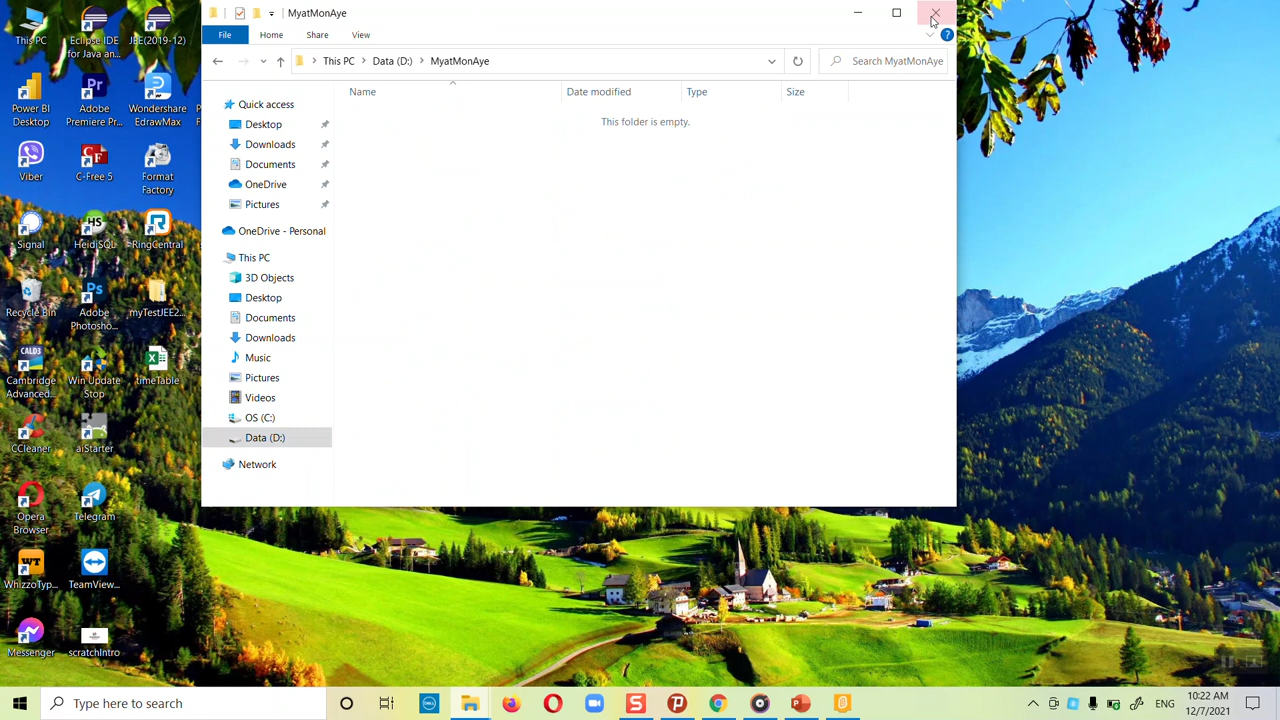 MyatMonAye
File Home Share View
This PC Data (D:) MyatMonAye
Search MyatMonAye
Name Date modified Type Size
This folder is empty.
Quick access
Desktop
Downloads
Documents
OneDrive
Pictures
OneDrive - Personal
This PC
3D Objects
Desktop
Documents
Downloads
Music
Pictures
Videos
OS (C:)
Data (D:)
Network
This PC
Eclipse IDE
for Java an...
JEE(2019-12)
Power BI
Desktop
Adobe
Premiere Pr...
Wondershare
EdrawMax
Viber
C-Free 5
Format
Factory
Signal
HeidiSQL
RingCentral
Recycle Bin
Adobe
Photosho...
myTestJEE2...
Cambridge
Advanced...
Win Update
Stop
timeTable
CCleaner
aiStarter
Opera
Browser
Telegram
WhizzoTyp...
TeamView...
Messenger
scratchIntro
Type here to search
ENG
10:22 AM
12/7/2021